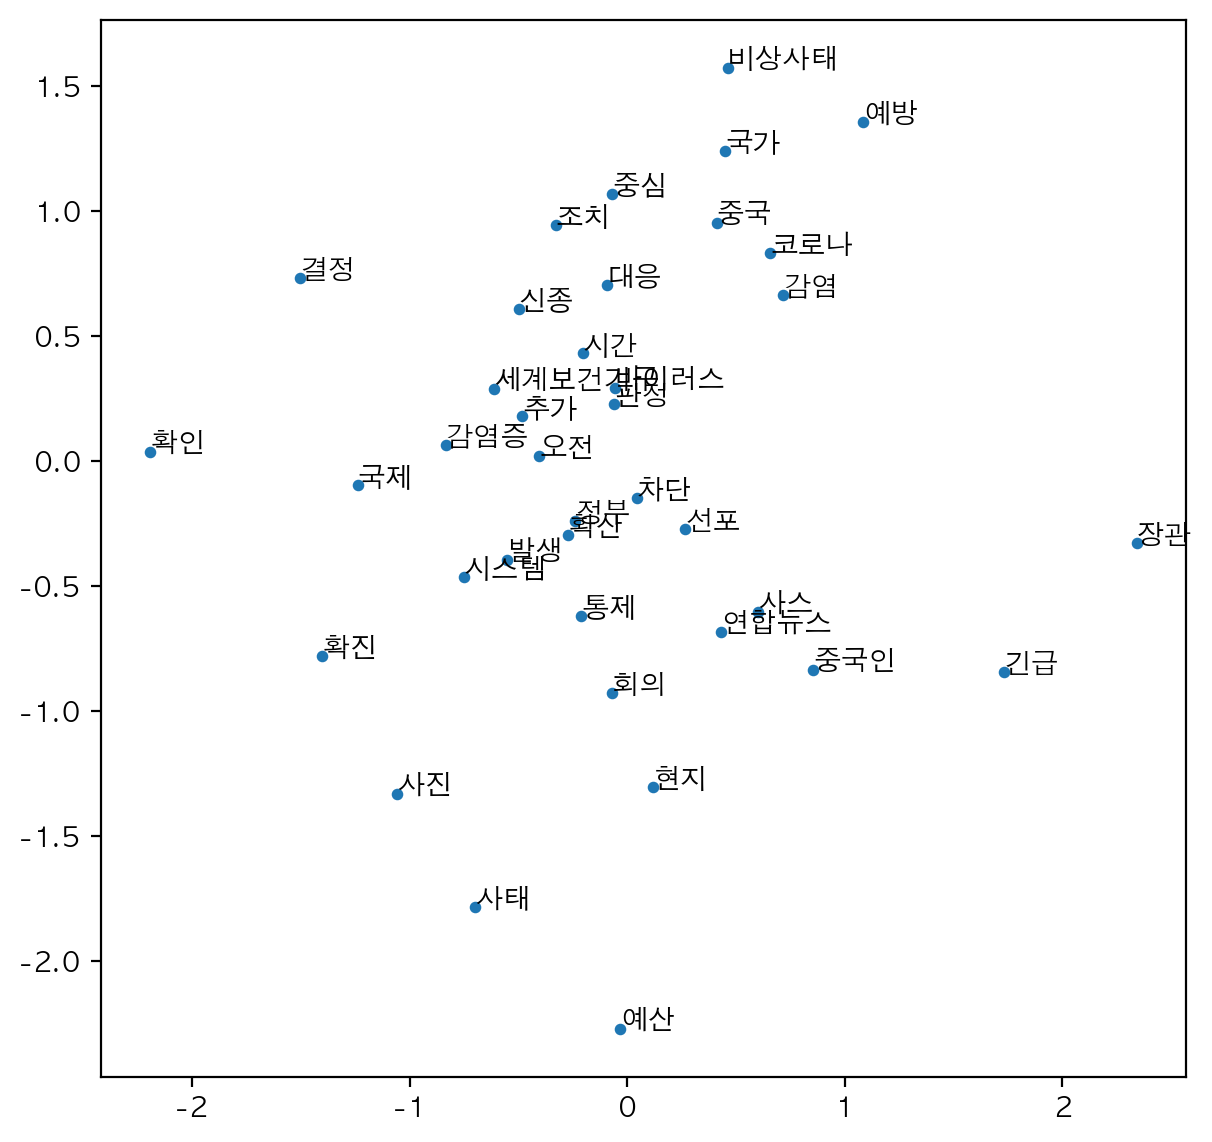 비상사태
1.5
예방
국가
중심
조치
중국
1.0
코로나
결정
대응
감염
신종
0.5
시간
바이러스
세계보건기구
판정
추가
감염증
확인
오전
0.0
국제
차단
정부
선포
확산
장관
발생
시스템
-0.5
통제
사스
연합뉴스
확진
중국인
긴급
회의
-1.0
사진
현지
-1.5
사태
-2.0
예산
-2
-1
0
1
2